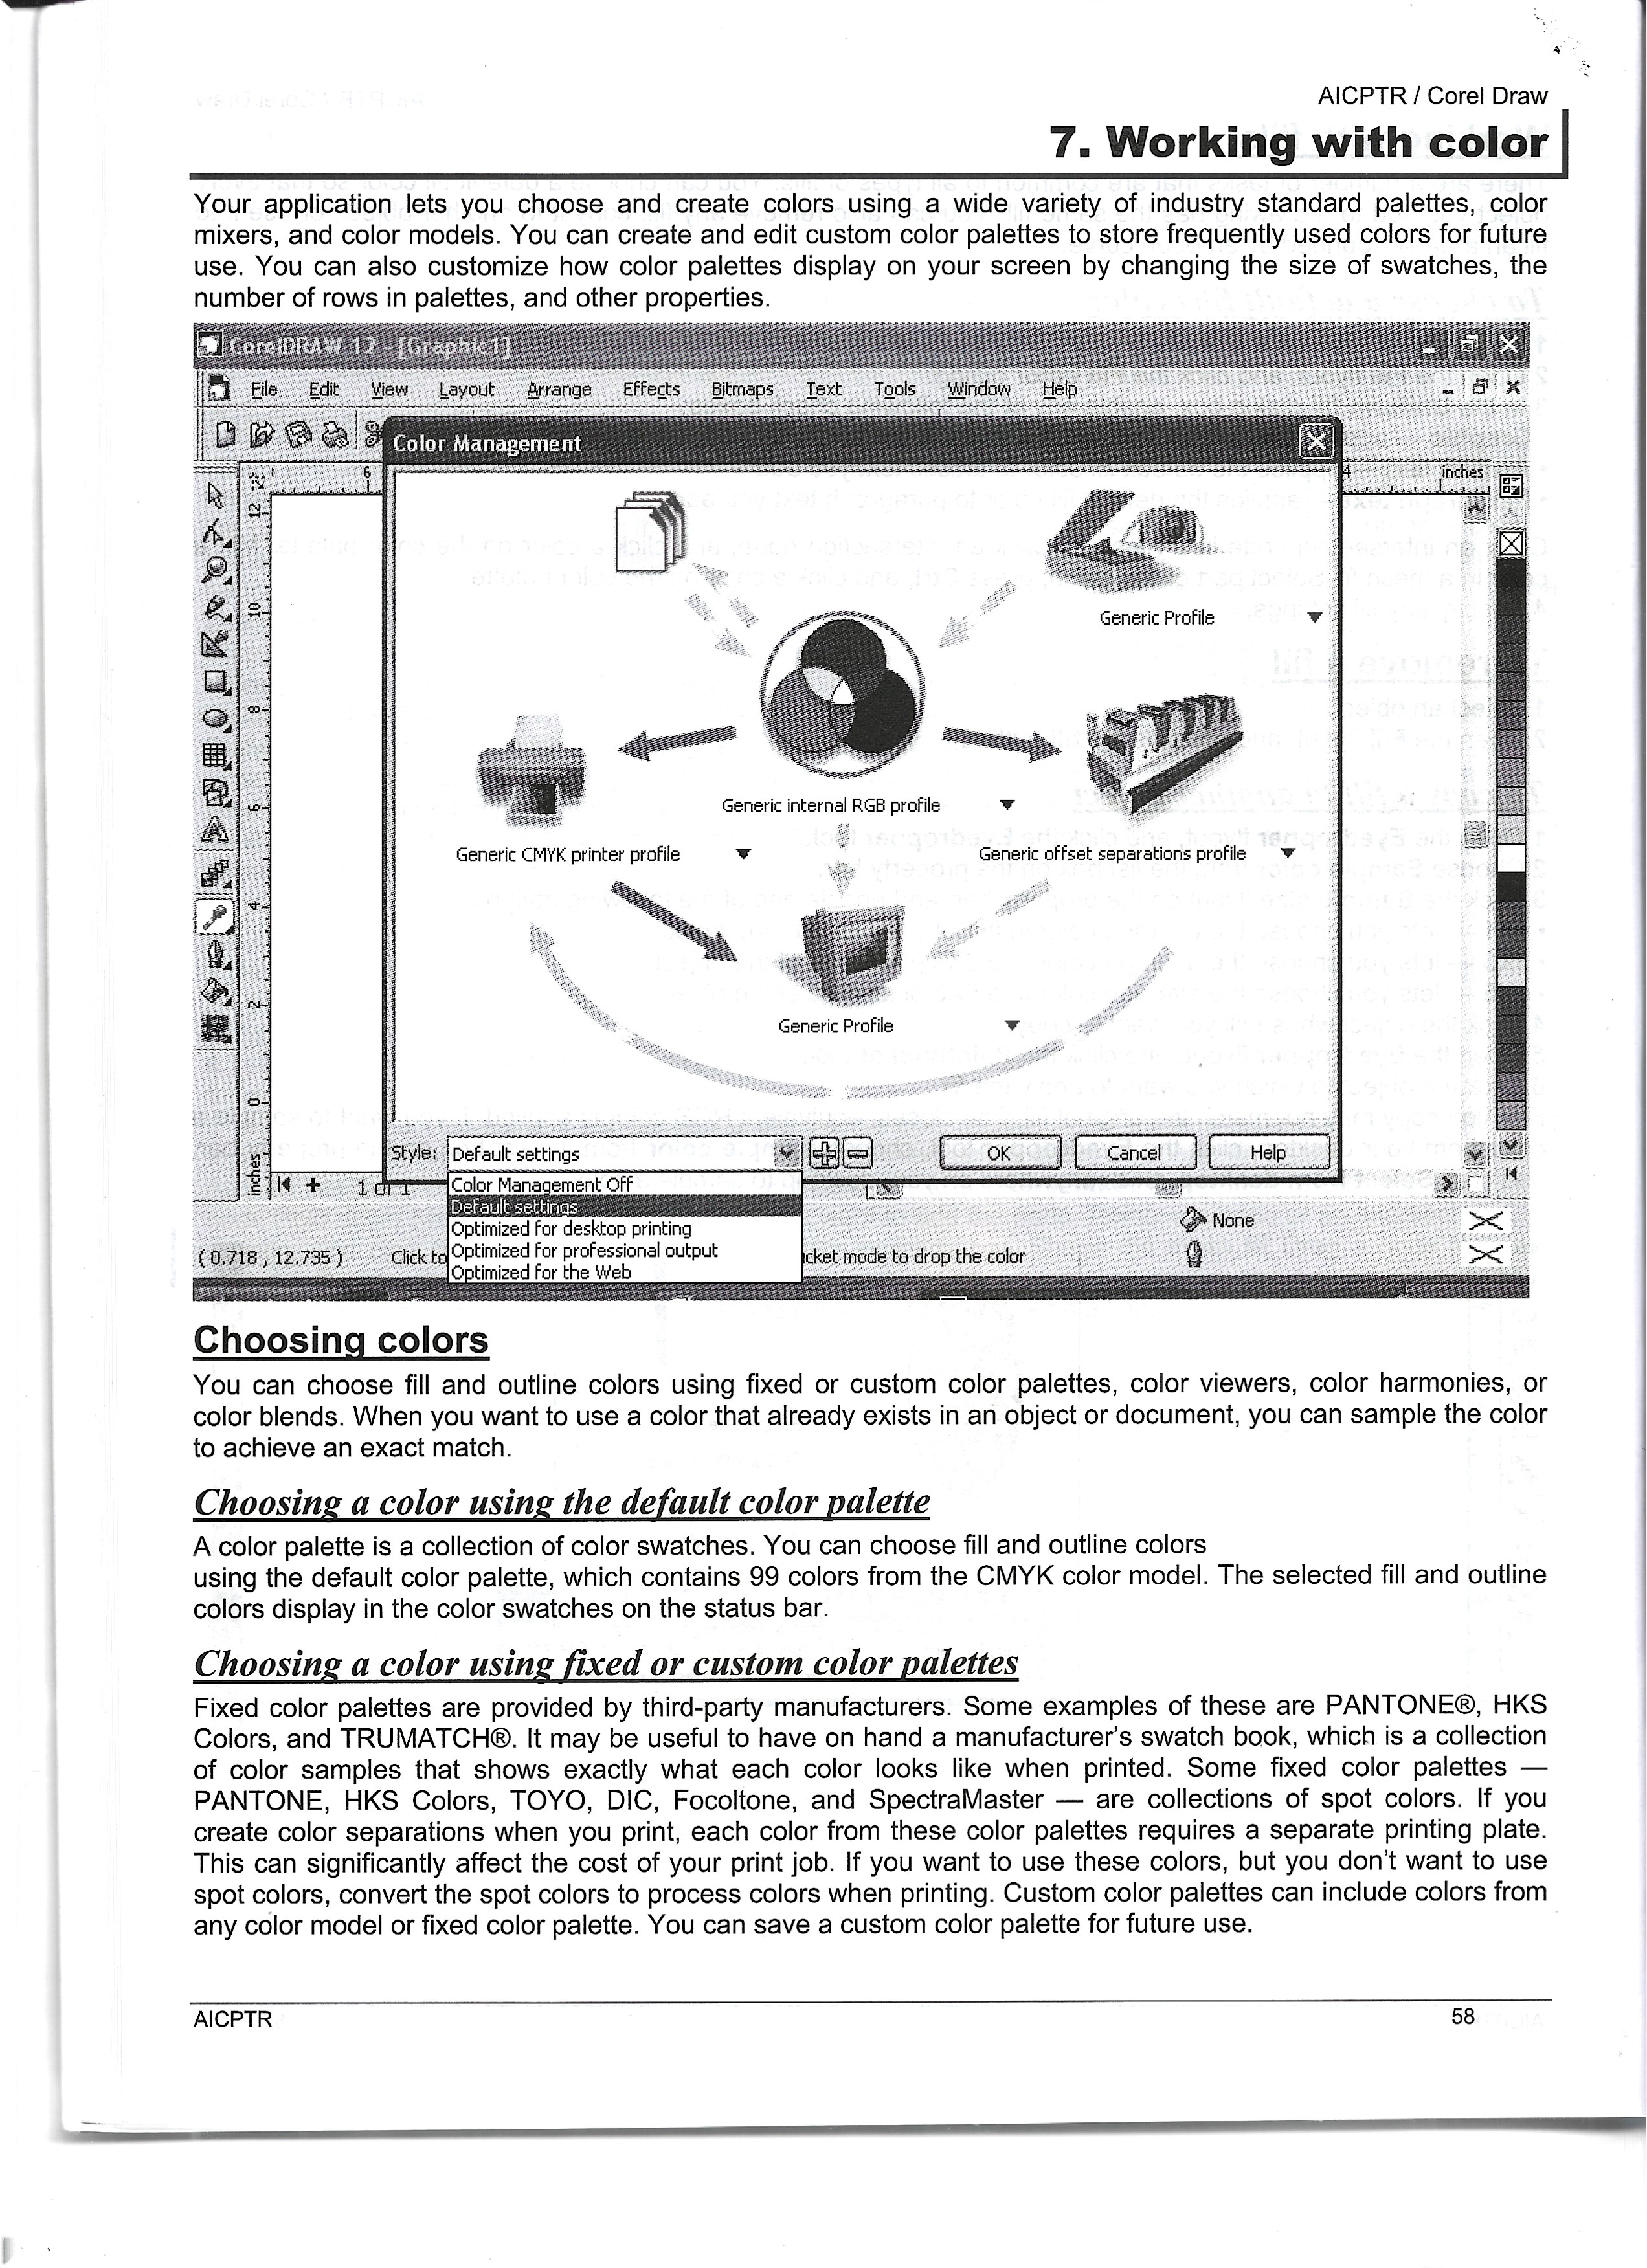 AICPTR / Corel Draw
7. Working with color
Your application lets you choose and create colors using a wide variety of industry standard palettes, color
mixers, and color models. You can create and edit custom color palettes to store frequently used colors for future
use. You can also customize how color palettes display on your screen by changing the size of swatches, the
number of rows in palettes, and other properties.
CorelDRAW 12 - [Graphic1]
File Edit View Layout Arrange Effects Bitmaps Text Tools Window Help
Color Management
6
4 inches
12
10
8
6
4
2
0
inches
Generic Profile
Generic internal RGB profile
Generic CMYK printer profile
Generic offset separations profile
Generic Profile
Style: Default settings OK Cancel Help
1 of 1
Color Management Off
Default settings
Optimized for desktop printing
Optimized for professional output
Optimized for the Web
None
( 0.718 , 12.735 ) Click to cket mode to drop the color
Choosing colors
You can choose fill and outline colors using fixed or custom color palettes, color viewers, color harmonies, or
color blends. When you want to use a color that already exists in an object or document, you can sample the color
to achieve an exact match.
Choosing a color using the default color palette
A color palette is a collection of color swatches. You can choose fill and outline colors
using the default color palette, which contains 99 colors from the CMYK color model. The selected fill and outline
colors display in the color swatches on the status bar.
Choosing a color using fixed or custom color palettes
Fixed color palettes are provided by third-party manufacturers. Some examples of these are PANTONE®, HKS
Colors, and TRUMATCH®. It may be useful to have on hand a manufacturer's swatch book, which is a collection
of color samples that shows exactly what each color looks like when printed. Some fixed color palettes —
PANTONE, HKS Colors, TOYO, DIC, Focoltone, and SpectraMaster — are collections of spot colors. If you
create color separations when you print, each color from these color palettes requires a separate printing plate.
This can significantly affect the cost of your print job. If you want to use these colors, but you don't want to use
spot colors, convert the spot colors to process colors when printing. Custom color palettes can include colors from
any color model or fixed color palette. You can save a custom color palette for future use.
AICPTR 58